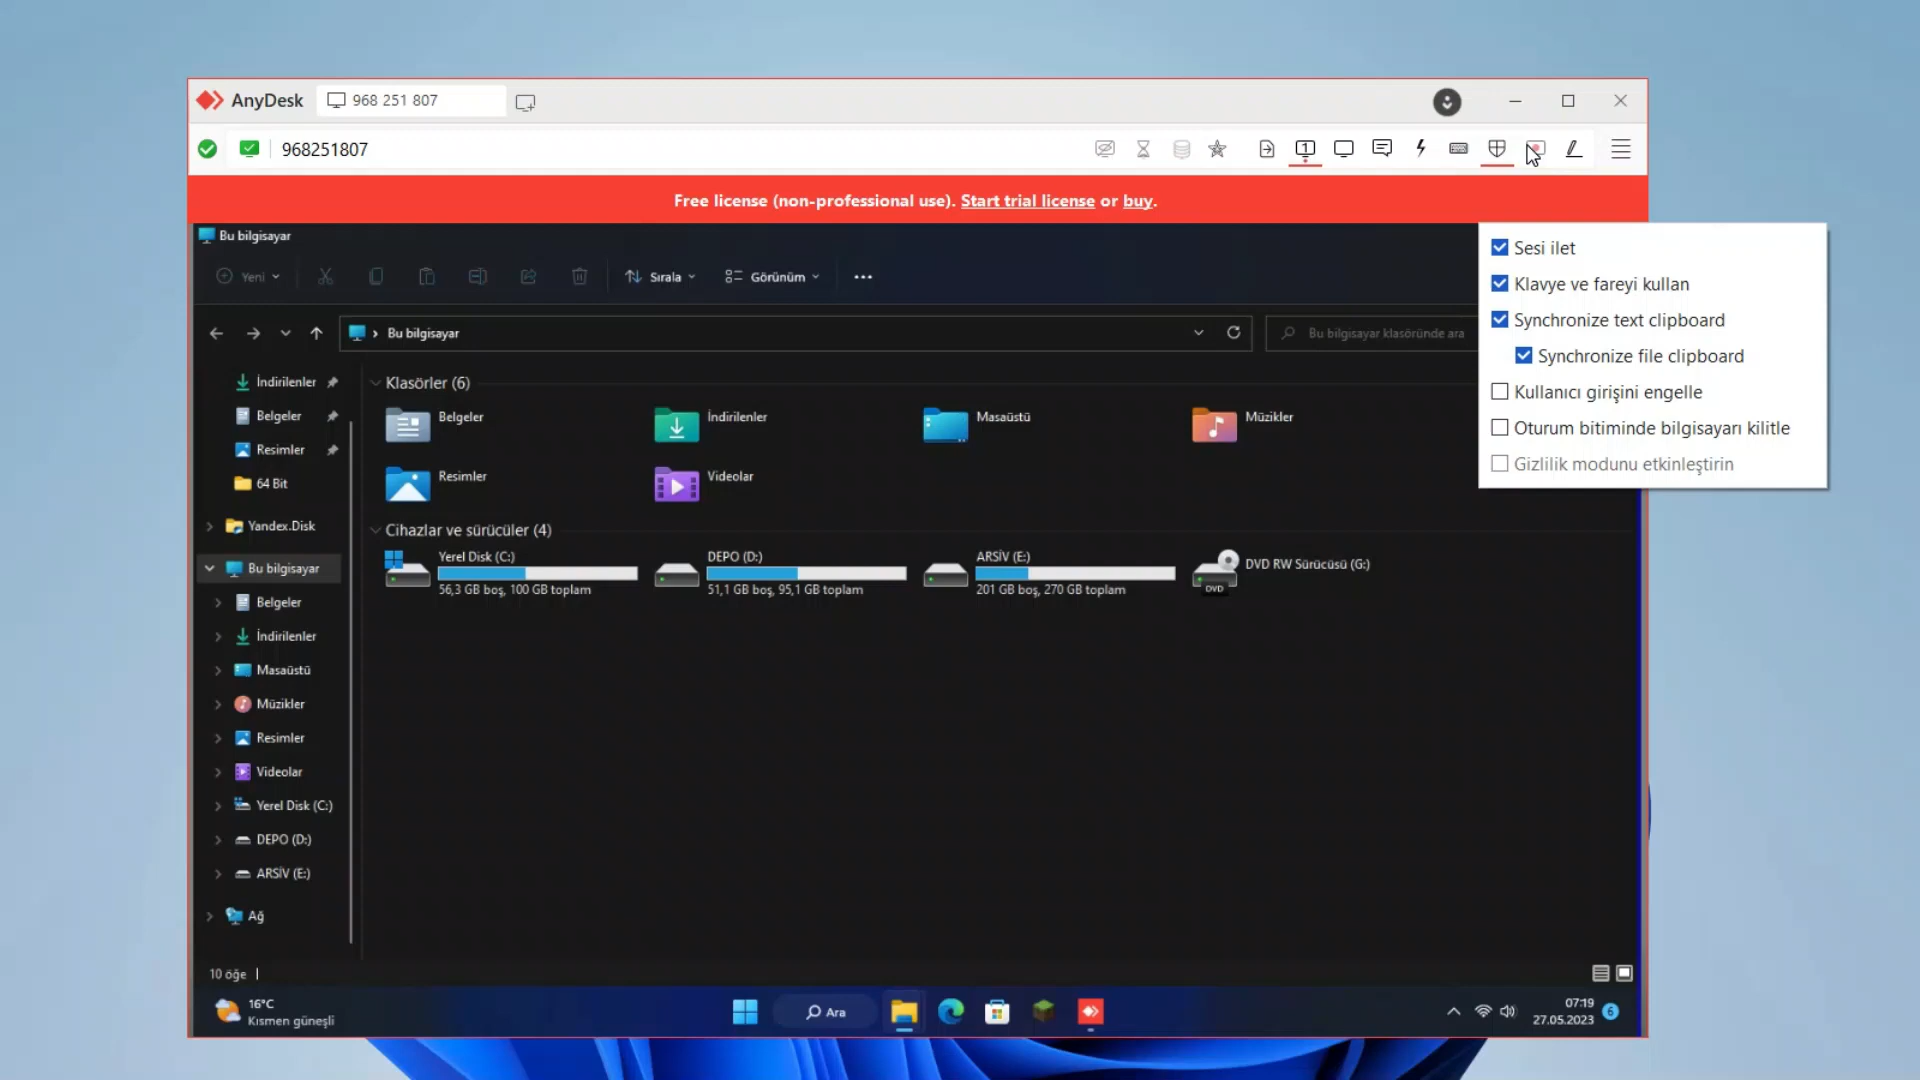 AnyDesk
968 251 807
968251807
Free license (non-professional use). Start trial license or buy.
Bu bilgisayar
Yeni
Sırala
Görünüm
Bu bilgisayar
Bu bilgisayar klasöründe ara
Sesi ilet
Klavye ve fareyi kullan
Synchronize text clipboard
Synchronize file clipboard
Kullanıcı girişini engelle
Oturum bitiminde bilgisayarı kilitle
Gizlilik modunu etkinleştirin
İndirilenler
Belgeler
Resimler
64 Bit
Yandex.Disk
Bu bilgisayar
Belgeler
İndirilenler
Masaüstü
Müzikler
Resimler
Videolar
Yerel Disk (C:)
DEPO (D:)
ARSİV (E:)
Ağ
Klasörler (6)
Belgeler
İndirilenler
Masaüstü
Müzikler
Resimler
Videolar
Cihazlar ve sürücüler (4)
Yerel Disk (C:)
56,3 GB boş, 100 GB toplam
DEPO (D:)
51,1 GB boş, 95,1 GB toplam
ARSİV (E:)
201 GB boş, 270 GB toplam
DVD
DVD RW Sürücüsü (G:)
10 öğe
16°C
Kısmen güneşli
Ara
07:19
27.05.2023
6